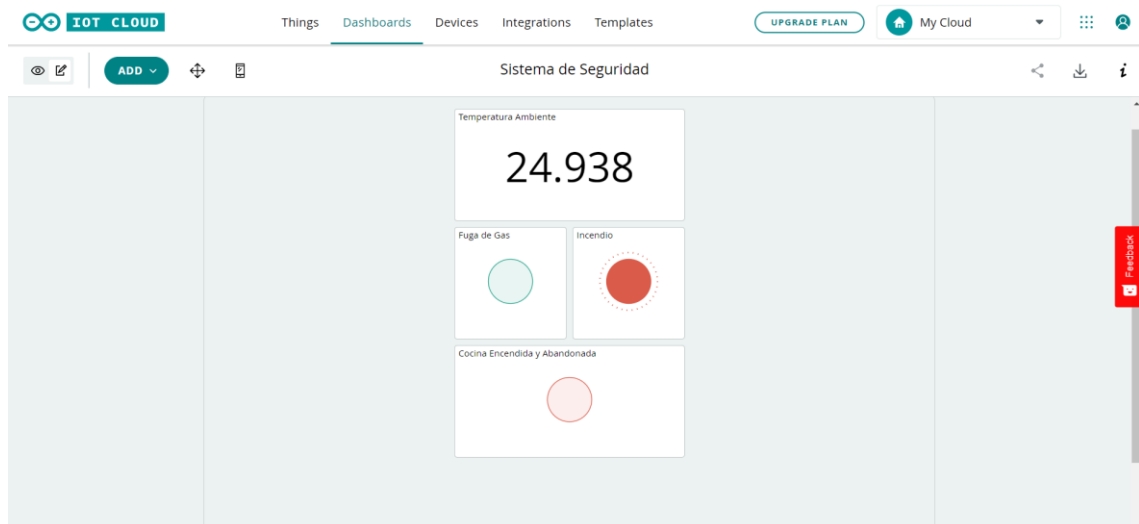 IOT CLOUD
Things Dashboards Devices Integrations Templates UPGRADE PLAN My Cloud
ADD Sistema de Seguridad i
Temperatura Ambiente
24.938
Fuga de Gas Incendio
Feedback
Cocina Encendida y Abandonada